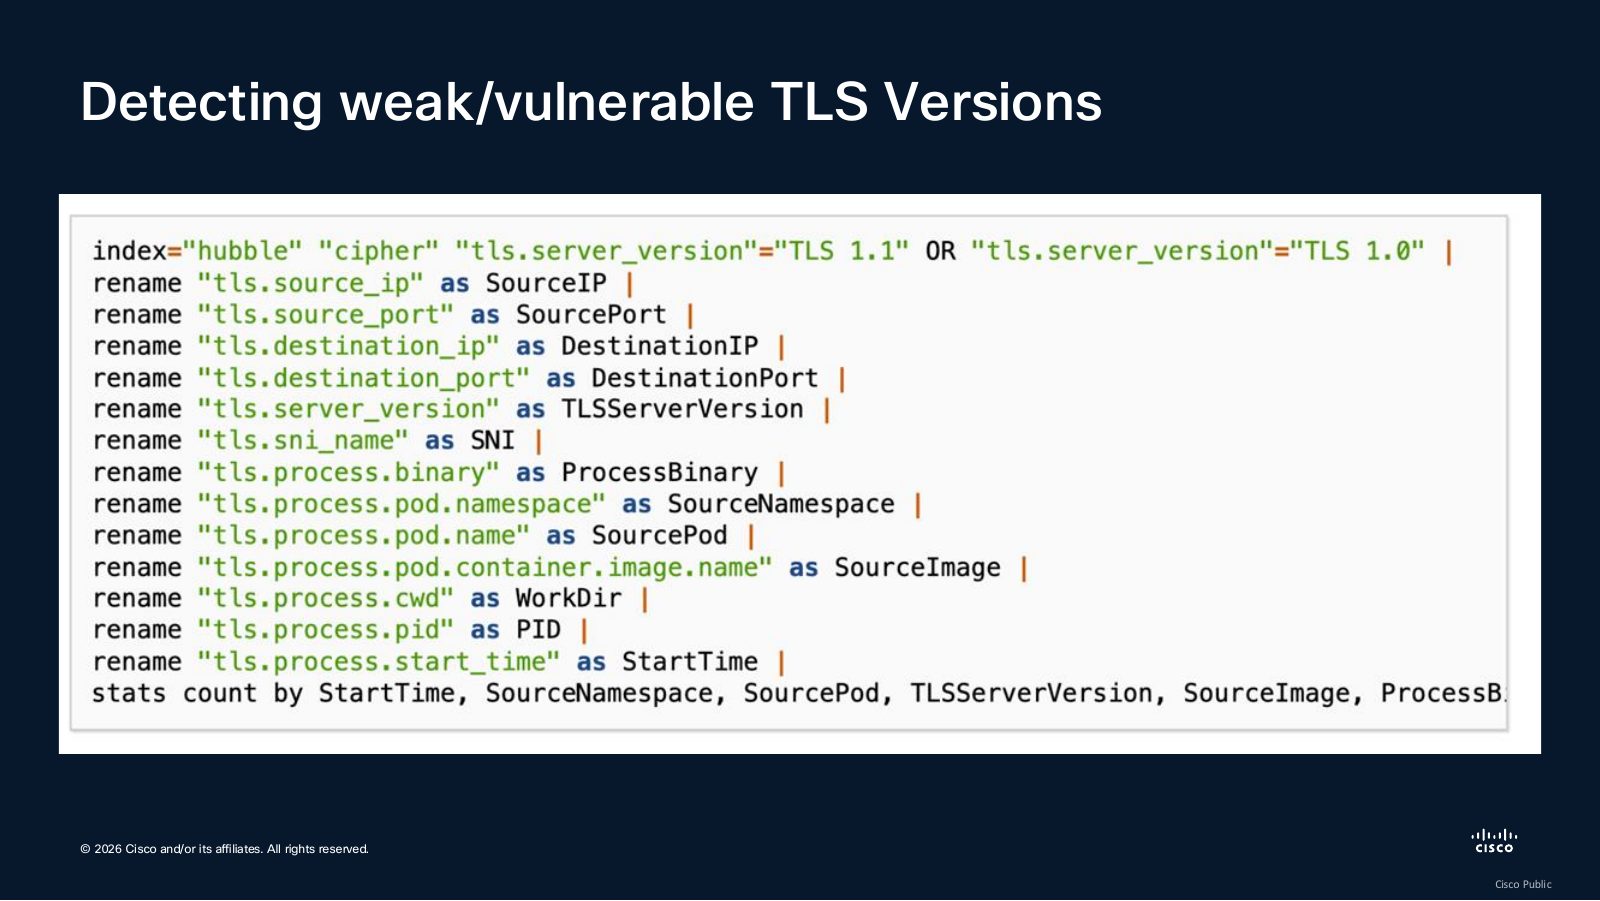 Detecting weak/vulnerable TLS Versions
index="hubble" "cipher" "tls.server_version"="TLS 1.1" OR "tls.server_version"="TLS 1.0" |
rename "tls.source_ip" as SourceIP |
rename "tls.source_port" as SourcePort |
rename "tls.destination_ip" as DestinationIP |
rename "tls.destination_port" as DestinationPort |
rename "tls.server_version" as TLSServerVersion |
rename "tls.sni_name" as SNI |
rename "tls.process.binary" as ProcessBinary |
rename "tls.process.pod.namespace" as SourceNamespace |
rename "tls.process.pod.name" as SourcePod |
rename "tls.process.pod.container.image.name" as SourceImage |
rename "tls.process.cwd" as WorkDir |
rename "tls.process.pid" as PID |
rename "tls.process.start_time" as StartTime |
stats count by StartTime, SourceNamespace, SourcePod, TLSServerVersion, SourceImage, ProcessB
© 2026 Cisco and/or its affiliates. All rights reserved.
CISCO
Cisco Public